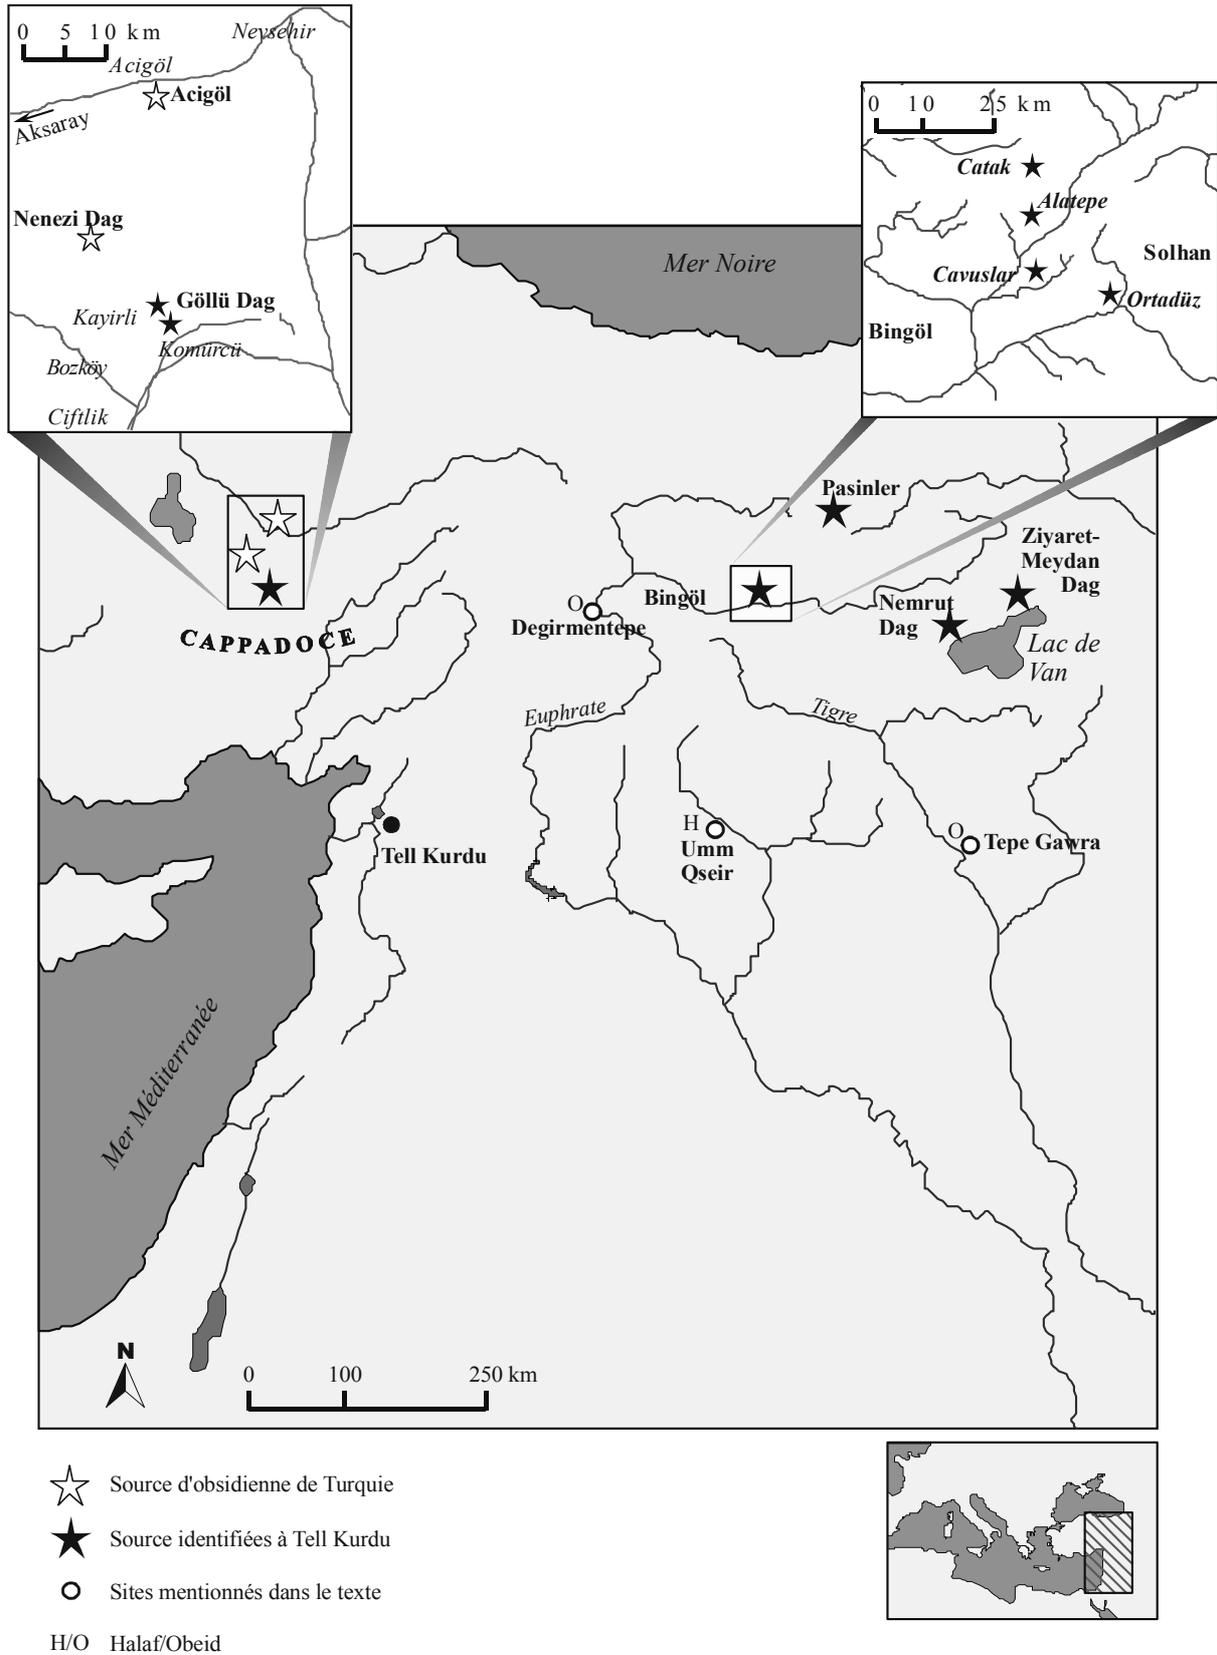 0 5 10 km
Nevsehir
Acigöl
Acigöl
Aksaray
Nenezi Dag
Göllü Dag
Kayirli
Komürcü
Bozköy
Ciftlik
0 10 25 km
Catak
Alatepe
Solhan
Cavuslar
Ortadüz
Bingöl
Mer Noire
Pasinler
Ziyaret-
Meydan
Dag
Bingöl
Nemrut
Dag
O
Degirmentepe
CAPPADOCE
Lac de
Van
Euphrate
Tigre
H
Umm
Qseir
O
Tepe Gawra
Tell Kurdu
Mer Méditerranée
N
0 100 250 km
Source d'obsidienne de Turquie
Source identifiées à Tell Kurdu
Sites mentionnés dans le texte
H/O Halaf/Obeid